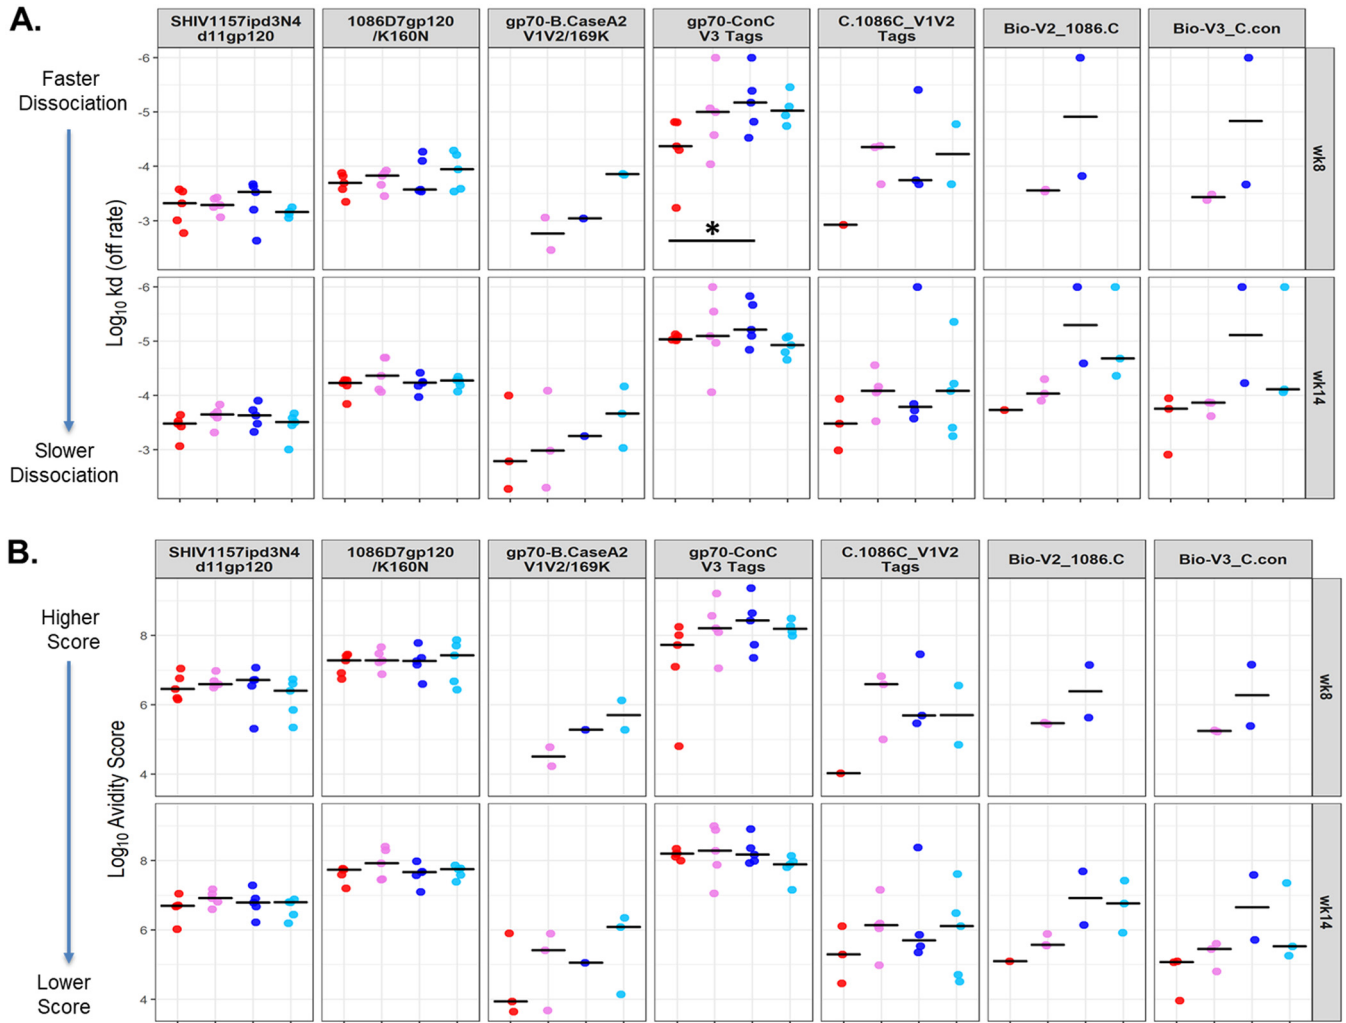 A.
SHIV1157ipd3N4 d11gp120
1086D7gp120 /K160N
gp70-B.CaseA2 V1V2/169K
gp70-ConC V3 Tags
C.1086C_V1V2 Tags
Bio-V2_1086.C
Bio-V3_C.con
Faster
Dissociation
Slower
Dissociation
Log10 kd (off rate)
-6
-5
-4
-3
*
wk8
-6
-5
-4
-3
wk14
B.
SHIV1157ipd3N4 d11gp120
1086D7gp120 /K160N
gp70-B.CaseA2 V1V2/169K
gp70-ConC V3 Tags
C.1086C_V1V2 Tags
Bio-V2_1086.C
Bio-V3_C.con
Higher
Score
Lower
Score
Log10 Avidity Score
8
6
4
wk8
8
6
4
wk14